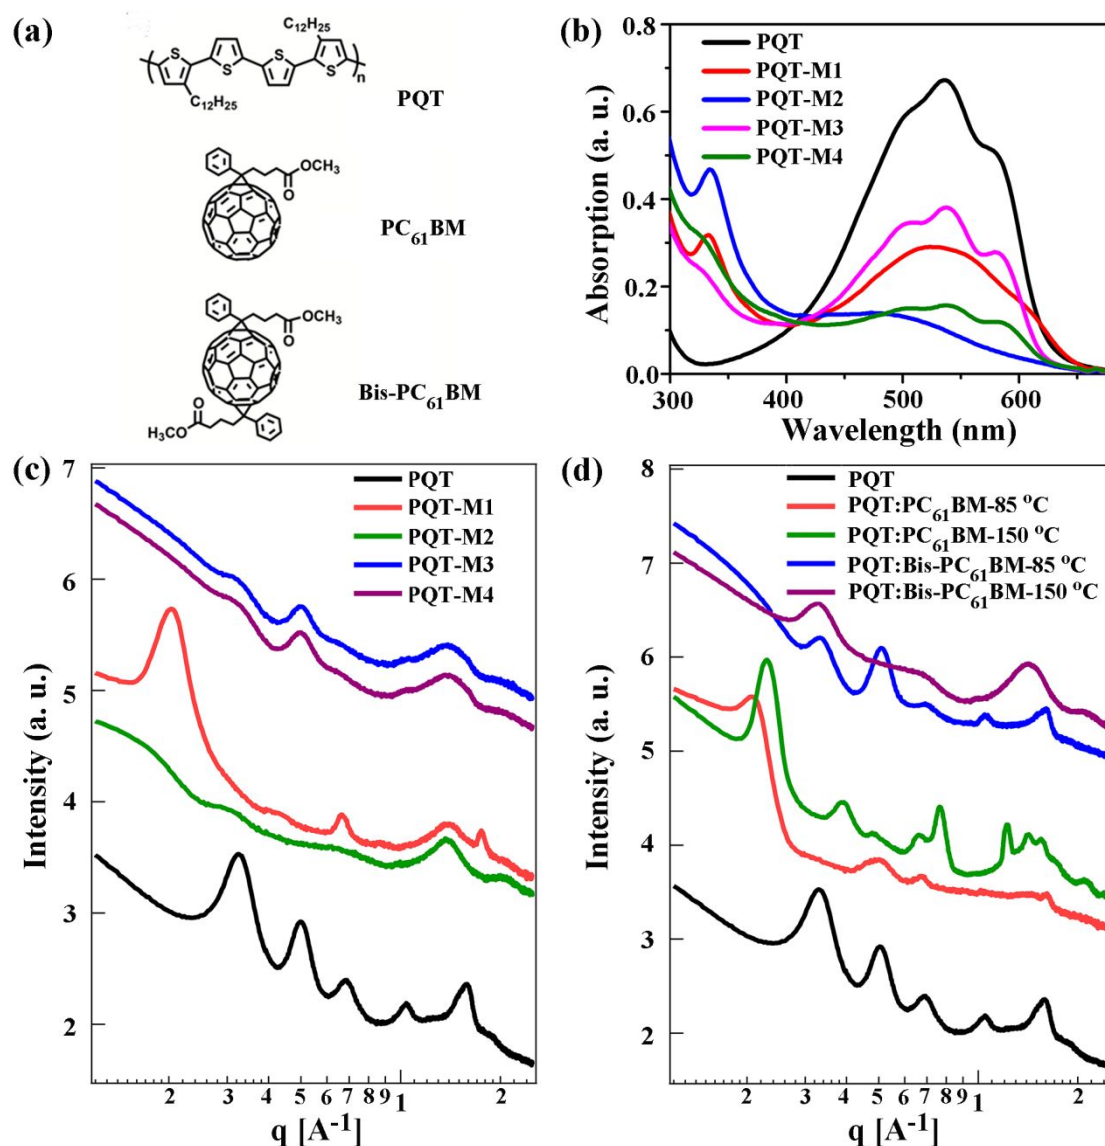 (a)
C12H25
S
S
S
S
n
C12H25
PQT
OCH3
O
PC61BM
OCH3
O
Bis-PC61BM
O
H3CO
(b)
PQT
PQT-M1
PQT-M2
PQT-M3
PQT-M4
0.8
0.6
0.4
0.2
0.0
Absorption (a. u.)
300
400
500
600
Wavelength (nm)
(c)
PQT
PQT-M1
PQT-M2
PQT-M3
PQT-M4
7
6
5
4
3
2
Intensity (a. u.)
2
3
4
5
6
7
8
9
1
2
q [A-1]
(d)
PQT
PQT:PC61BM-85 oC
PQT:PC61BM-150 oC
PQT:Bis-PC61BM-85 oC
PQT:Bis-PC61BM-150 oC
8
7
6
5
4
3
2
Intensity (a. u.)
2
3
4
5
6
7
8
9
1
2
q [A-1]